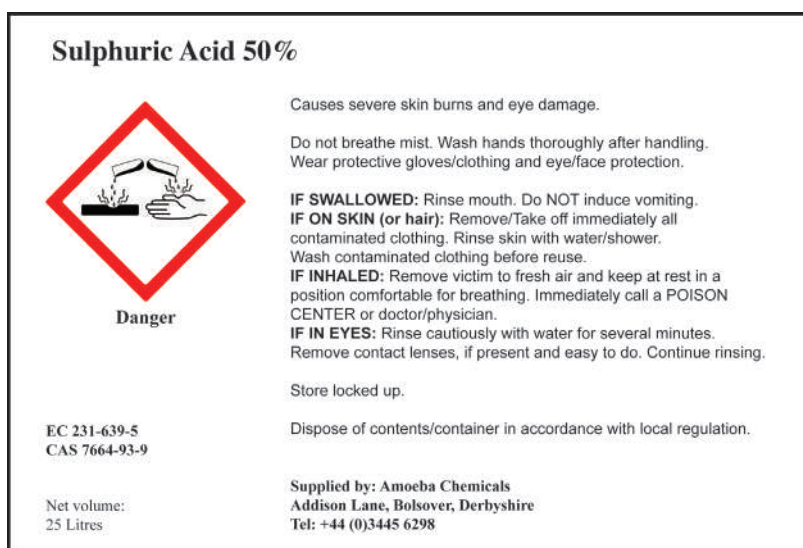 Sulphuric Acid 50%
Danger
Causes severe skin burns and eye damage.
Do not breathe mist. Wash hands thoroughly after handling.
Wear protective gloves/clothing and eye/face protection.
IF SWALLOWED: Rinse mouth. Do NOT induce vomiting.
IF ON SKIN (or hair): Remove/Take off immediately all
contaminated clothing. Rinse skin with water/shower.
Wash contaminated clothing before reuse.
IF INHALED: Remove victim to fresh air and keep at rest in a
position comfortable for breathing. Immediately call a POISON
CENTER or doctor/physician.
IF IN EYES: Rinse cautiously with water for several minutes.
Remove contact lenses, if present and easy to do. Continue rinsing.
Store locked up.
Dispose of contents/container in accordance with local regulation.
EC 231-639-5
CAS 7664-93-9
Net volume:
25 Litres
Supplied by: Amoeba Chemicals
Addison Lane, Bolsover, Derbyshire
Tel: +44 (0)3445 6298